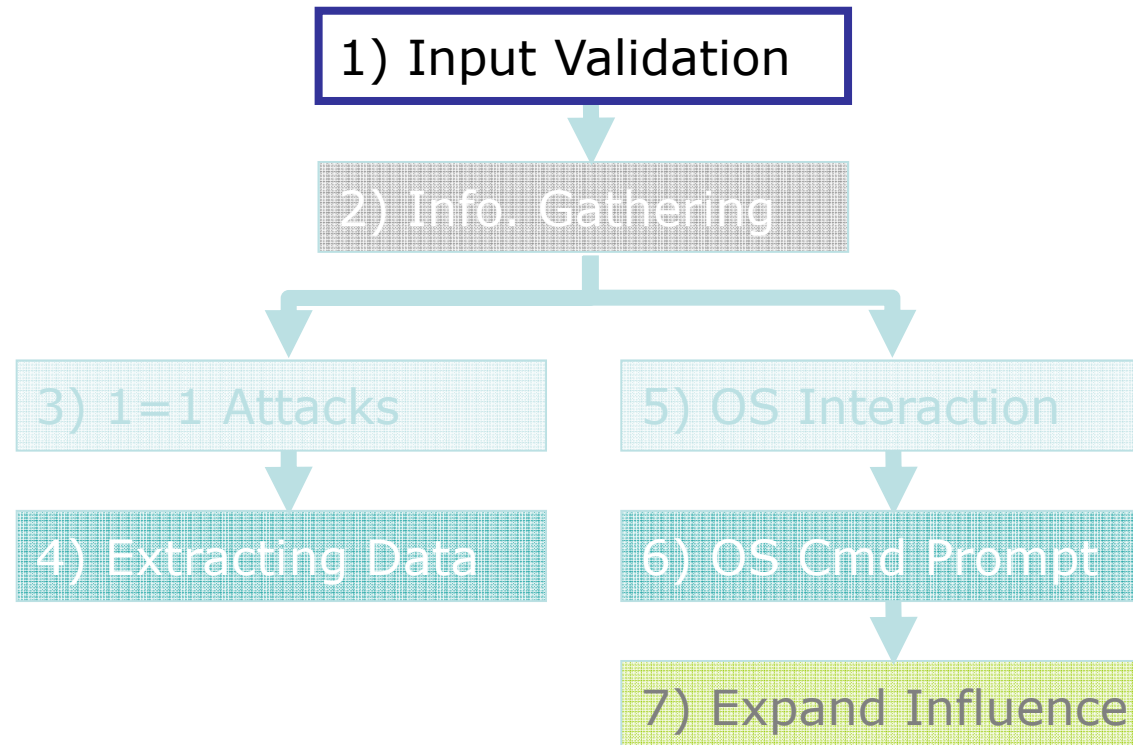 1) Input Validation
2) Info. Gathering
3) 1=1 Attacks
5) OS Interaction
4) Extracting Data
6) OS Cmd Prompt
7) Expand Influence